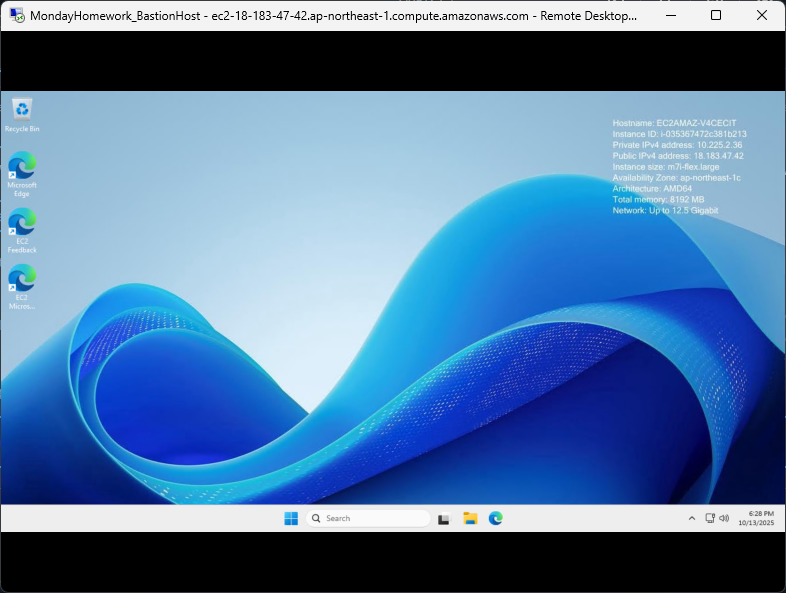 MondayHomework_BastionHost - ec2-18-183-47-42.ap-northeast-1.compute.amazonaws.com - Remote Desktop...
Recycle Bin
Microsoft
Edge
EC2
Feedback
EC2
Micros...
Hostname: EC2AMAZ-V4CECIT
Instance ID: i-035367472c381b213
Private IPv4 address: 10.225.2.36
Public IPv4 address: 18.183.47.42
Instance size: m7i-flex.large
Availability Zone: ap-northeast-1c
Architecture: AMD64
Total memory: 8192 MB
Network: Up to 12.5 Gigabit
Search
6:28 PM
10/13/2025